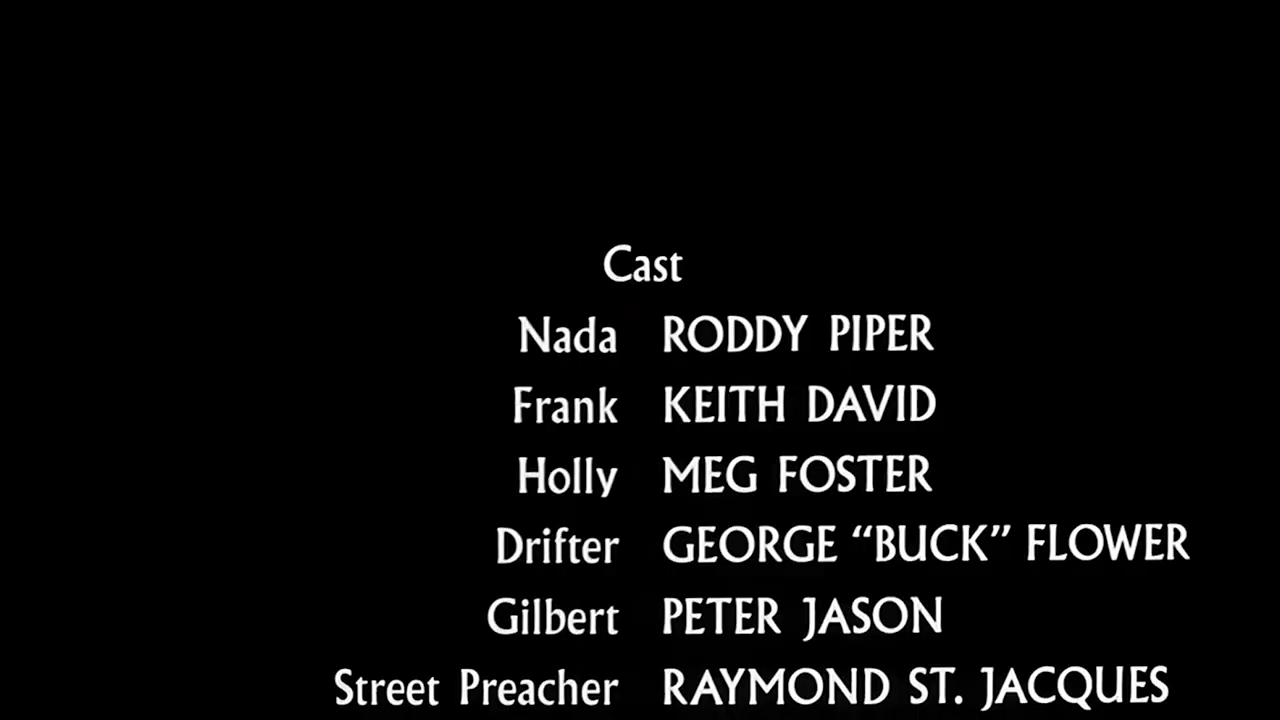 Cast
Nada RODDY PIPER
Frank KEITH DAVID
Holly MEG FOSTER
Drifter GEORGE “BUCK” FLOWER
Gilbert PETER JASON
Street Preacher RAYMOND ST. JACQUES